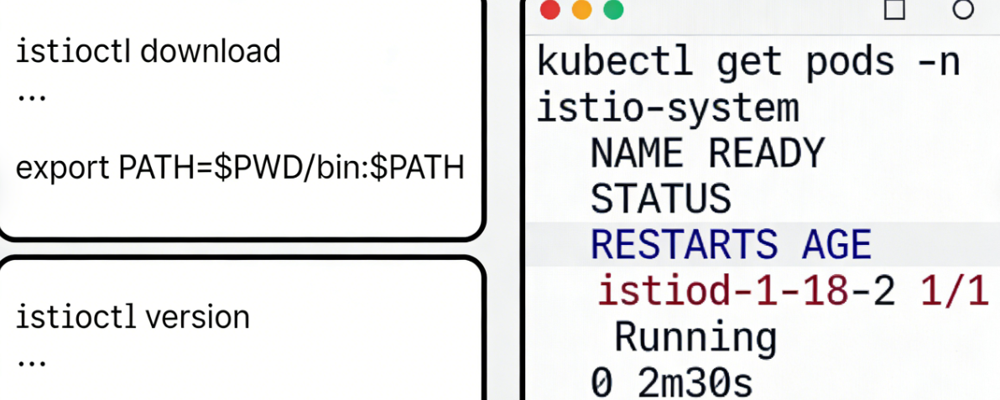 istioctl download
...
export PATH=$PWD/bin:$PATH
istioctl version
...
kubectl get pods -n
istio-system
NAME READY
STATUS
RESTARTS AGE
istiod-1-18-2 1/1
Running
0 2m30s